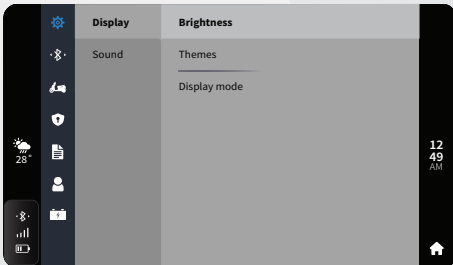 Display
Brightness
Sound
Themes
Display mode
28°
12
49
AM